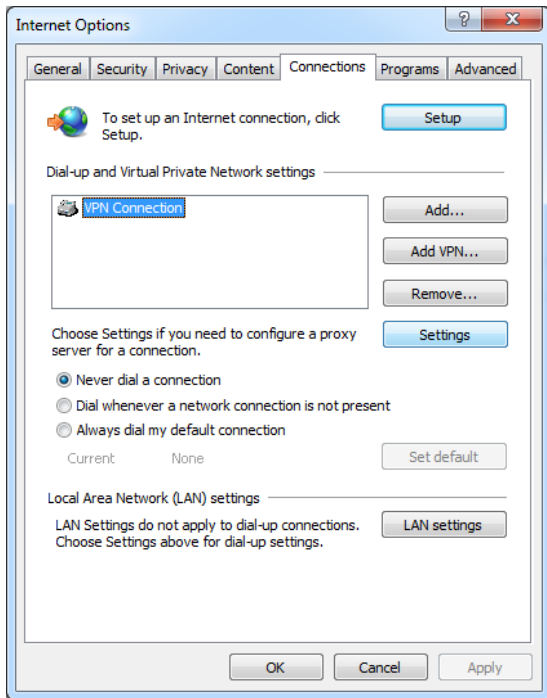 Internet Options
General Security Privacy Content Connections Programs Advanced
To set up an Internet connection, click
Setup.
Setup
Dial-up and Virtual Private Network settings
VPN Connection
Add...
Add VPN...
Remove...
Choose Settings if you need to configure a proxy
server for a connection.
Settings
Never dial a connection
Dial whenever a network connection is not present
Always dial my default connection
Current None
Set default
Local Area Network (LAN) settings
LAN Settings do not apply to dial-up connections.
Choose Settings above for dial-up settings.
LAN settings
OK Cancel Apply